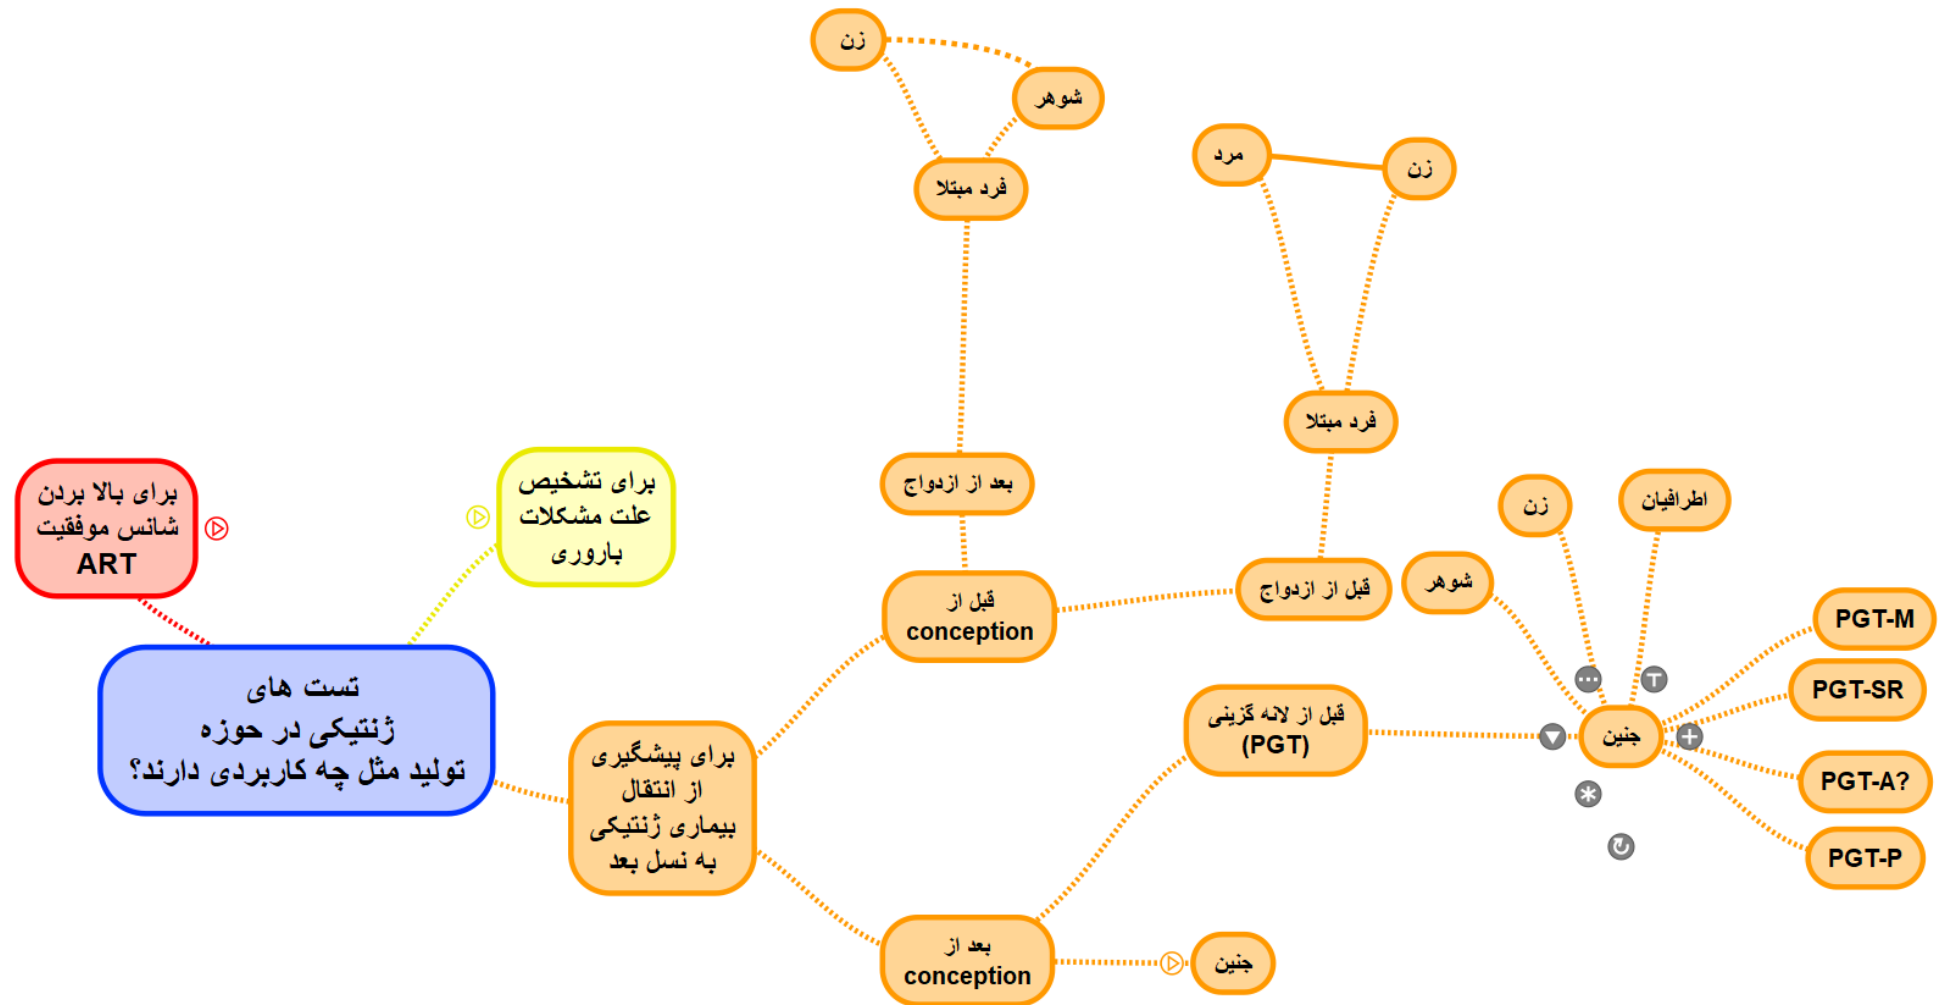 زن
شوهر
فرد مبتلا
مرد
زن
فرد مبتلا
بعد از ازدواج
قبل از ازدواج
قبل از
conception
برای بالا بردن
شانس موفقیت
ART
برای تشخیص
علت مشکلات
باروری
تست های
ژنتیکی در حوزه
تولید مثل چه کاربردی دارند؟
برای پیشگیری
از انتقال
بیماری ژنتیکی
به نسل بعد
قبل از لانه گزینی
(PGT)
بعد از
conception
جنین
شوهر
زن
اطرافیان
جنین
PGT-M
PGT-SR
PGT-A?
PGT-P